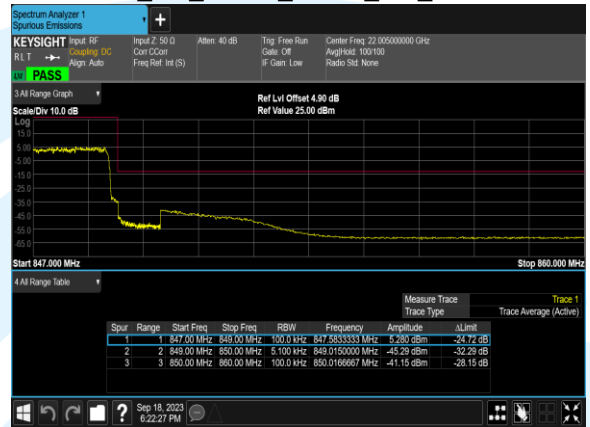 Spectrum Analyzer 1
Spurious Emissions
KEYSIGHT Input: RF Input Z: 50 Ω Atten: 40 dB Trig: Free Run Center Freq: 22.005000000 GHz
RLT Coupling: DC Corr CCorr Gate: Off Avg|Hold: 100/100
Align: Auto Freq Ref: Int (S) IF Gain: Low Radio Std: None
LXI PASS
3 All Range Graph
Ref Lvl Offset 4.90 dB
Scale/Div 10.0 dB Ref Value 25.00 dBm
Log
15.0
5.00
-5.00
-15.0
-25.0
-35.0
-45.0
-55.0
-65.0
Start 847.000 MHz Stop 860.000 MHz
4 All Range Table
Measure Trace Trace 1
Trace Type Trace Average (Active)
Spur Range Start Freq Stop Freq RBW Frequency Amplitude ΔLimit
1 1 847.00 MHz 849.00 MHz 100.0 kHz 847.5833333 MHz 5.280 dBm -24.72 dB
2 2 849.00 MHz 850.00 MHz 5.100 kHz 849.0150000 MHz -45.29 dBm -32.29 dB
3 3 850.00 MHz 860.00 MHz 100.0 kHz 850.0166667 MHz -41.15 dBm -28.15 dB
? Sep 18, 2023
6:22:27 PM